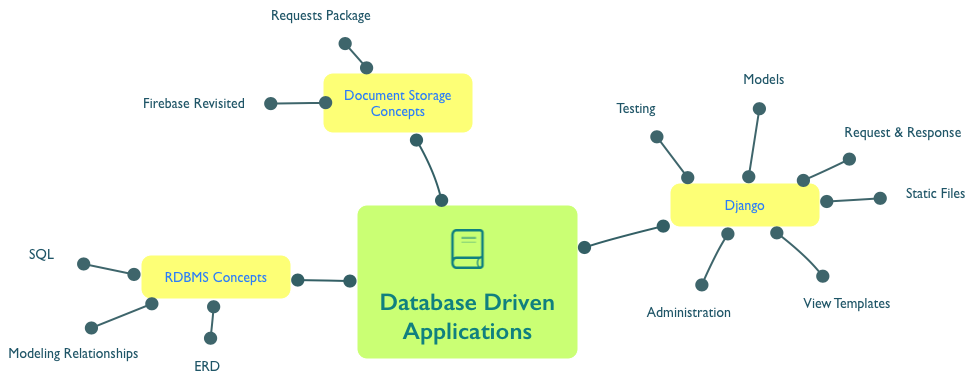 Requests Package
Models
Document Storage
Concepts
Firebase Revisited
Testing
Request & Response
Static Files
Django
SQL
RDBMS Concepts
Database Driven
Applications
View Templates
Administration
Modeling Relationships
ERD